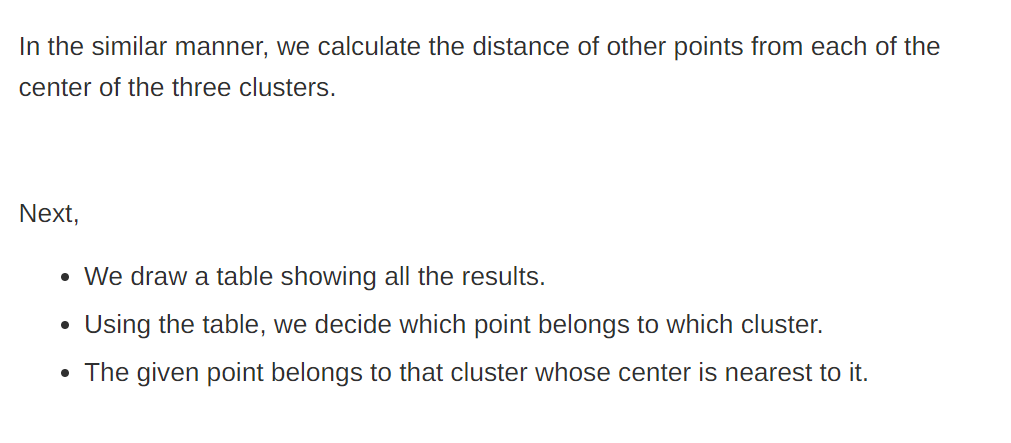 In the similar manner, we calculate the distance of other points from each of the
center of the three clusters.
Next,
• We draw a table showing all the results.
• Using the table, we decide which point belongs to which cluster.
• The given point belongs to that cluster whose center is nearest to it.